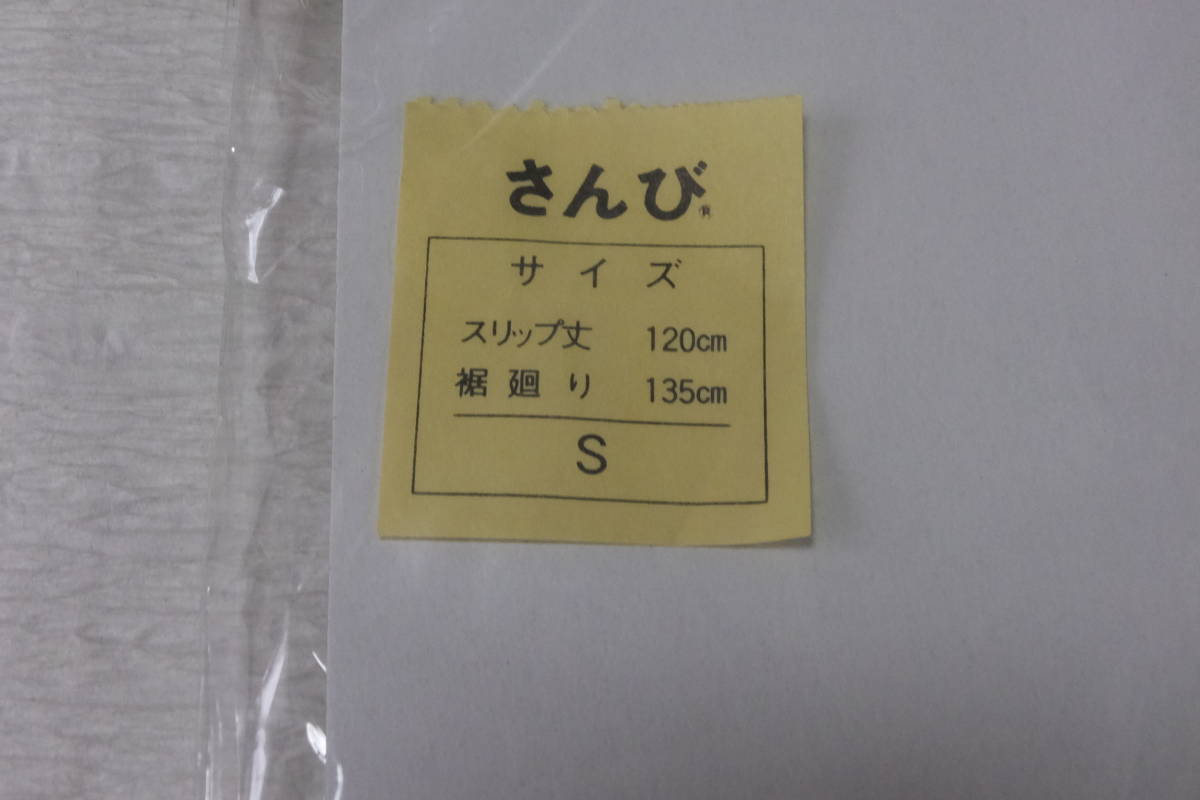 さんび®
サイズ
スリップ丈 120cm
裾廻り 135cm
S